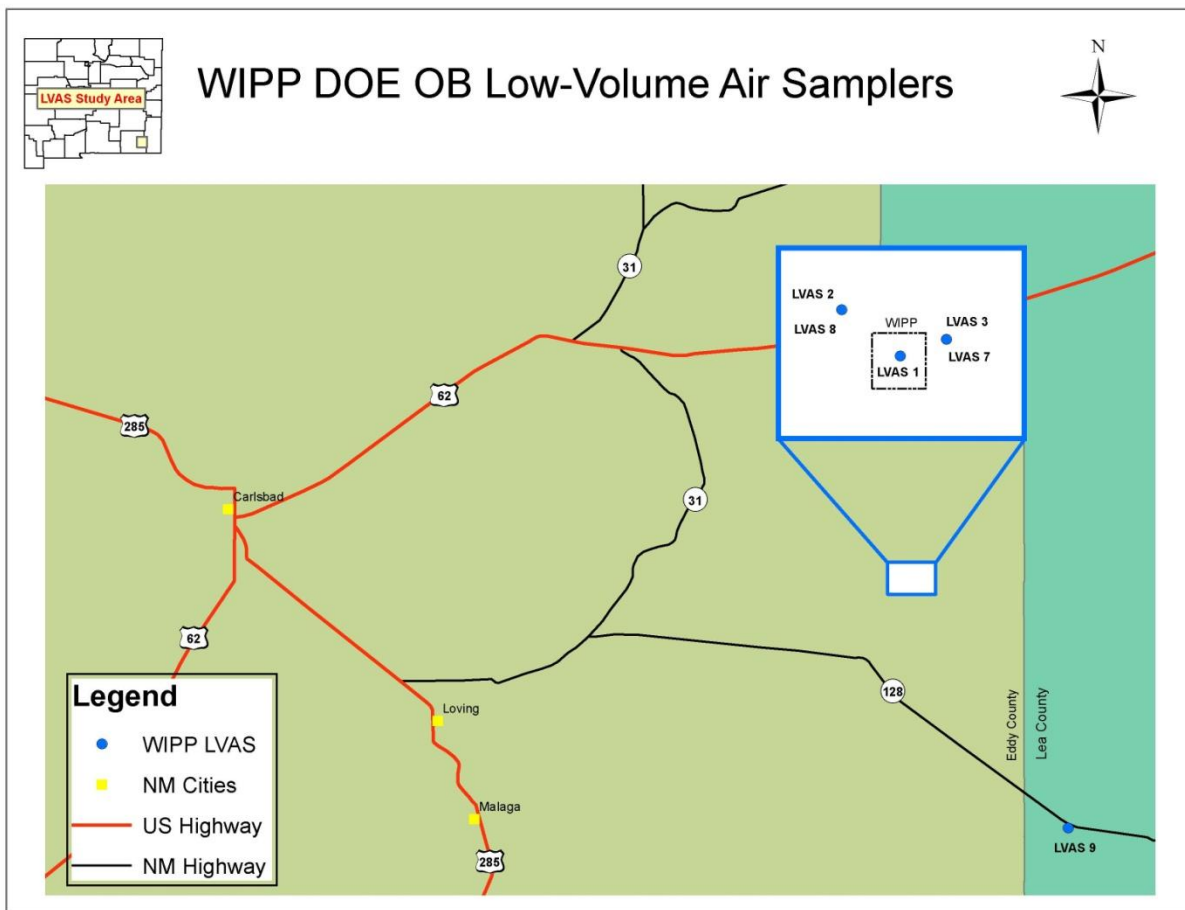 LVAS Study Area
WIPP DOE OB Low-Volume Air Samplers
N
31
LVAS 2
LVAS 8
WIPP
LVAS 3
LVAS 7
LVAS 1
62
285
Carlsbad
31
62
128
Eddy County
Lea County
Loving
Malaga
285
LVAS 9
Legend
WIPP LVAS
NM Cities
US Highway
NM Highway